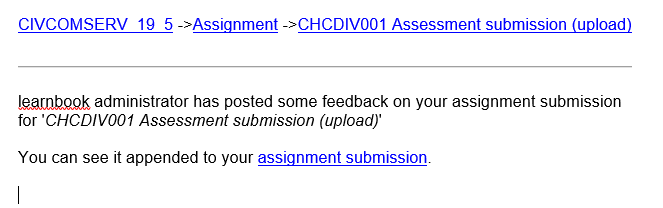 CIVCOMSERV_19_5 ->Assignment ->CHCDIV001 Assessment submission (upload)
learnbook administrator has posted some feedback on your assignment submission
for 'CHCDIV001 Assessment submission (upload)'
You can see it appended to your assignment submission.